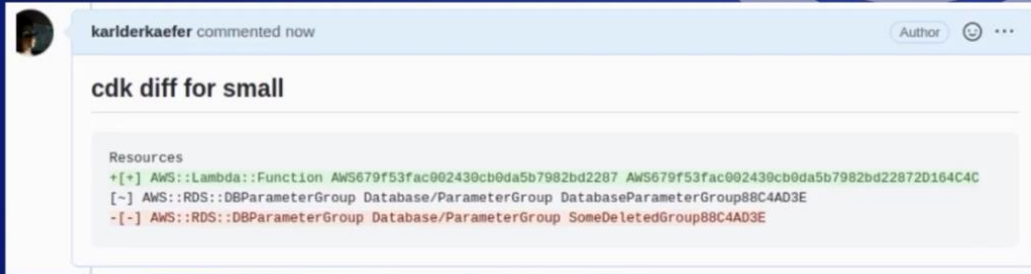 karlderkaefer commented now
Author
cdk diff for small
Resources
+[+] AWS::Lambda::Function AWS679f53fac002430cb0da5b7982bd2287 AWS679f53fac002430cb0da5b7982bd22872D164C4C
[~] AWS::RDS::DBParameterGroup Database/ParameterGroup DatabaseParameterGroup88C4AD3E
-[-] AWS::RDS::DBParameterGroup Database/ParameterGroup SomeDeletedGroup88C4AD3E